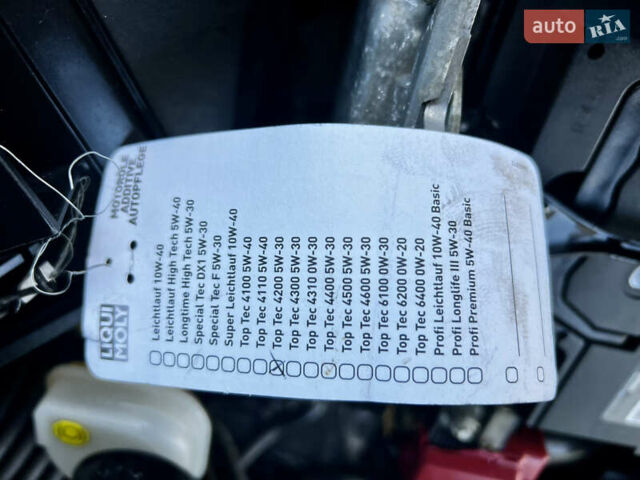 auto RIA.com
LIQUI
MOLY
MOTORÖLE
ADDITIVE
AUTOPFLEGE
Leichtlauf 10W-40
Leichtlauf High Tech 5W-40
Longtime High Tech 5W-30
Special Tec DX1 5W-30
Special Tec F 5W-30
Super Leichtlauf 10W-40
Top Tec 4100 5W-40
Top Tec 4110 5W-40
Top Tec 4200 5W-30
Top Tec 4300 5W-30
Top Tec 4310 0W-30
Top Tec 4400 5W-30
Top Tec 4500 5W-30
Top Tec 4600 5W-30
Top Tec 6100 0W-30
Top Tec 6200 0W-20
Top Tec 6400 0W-20
Profi Leichtlauf 10W-40 Basic
Profi Longlife III 5W-30
Profi Premium 5W-40 Basic